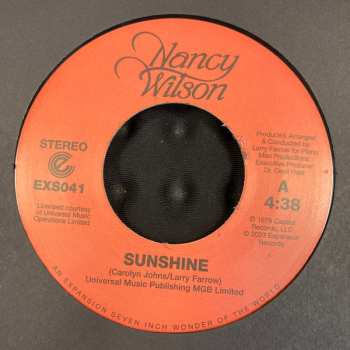 Nancy
Wilson
STEREO
e
EXS041
Licensed courtesy
of Universal Music
Operations Limited
Produced Arranged
& Conducted by
Larry Farrow for Piano
Man Productions
Executive Producer
Dr. Cecil Hale
A
4:38
℗ 1979 Capitol
Records, LLC
© 2023 Expansion
Records
SUNSHINE
(Carolyn Johns/Larry Farrow)
Universal Music Publishing MGB Limited
AN EXPANSION SEVEN INCH WONDER OF THE WORLD